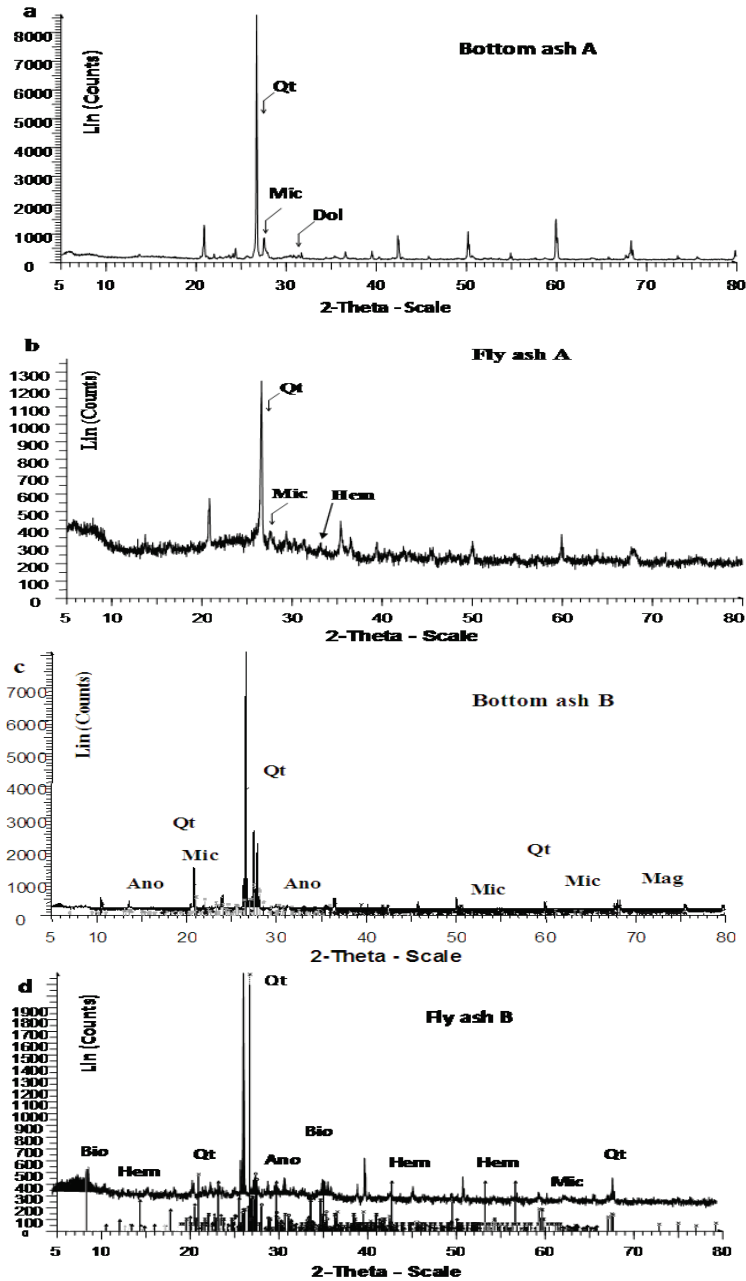 a
Bottom ash A
Lin (Counts)
8000
7000
6000
5000
4000
3000
2000
1000
0
Qt
Mic
Dol
5 10 20 30 40 50 60 70 80
2-Theta - Scale
b
Fly ash A
Lin (Counts)
1300
1200
1100
1000
900
800
700
600
500
400
300
200
100
0
Qt
Mic
Hem
5 10 20 30 40 50 60 70 80
2-Theta - Scale
c
Bottom ash B
Lin (Counts)
7000
6000
5000
4000
3000
2000
1000
0
Qt
Qt
Qt
Mic
Ano
Ano
Mic
Mic
Mag
5 10 20 30 40 50 60 70 80
2-Theta - Scale
d
Qt
Fly ash B
Lin (Counts)
1900
1800
1700
1600
1500
1400
1300
1200
1100
1000
900
800
700
600
500
400
300
200
100
0
Bio
Bio
Hem
Qt
Ano
Hem
Hem
Mic
Qt
5 10 20 30 40 50 60 70 80
2-Theta - Scale